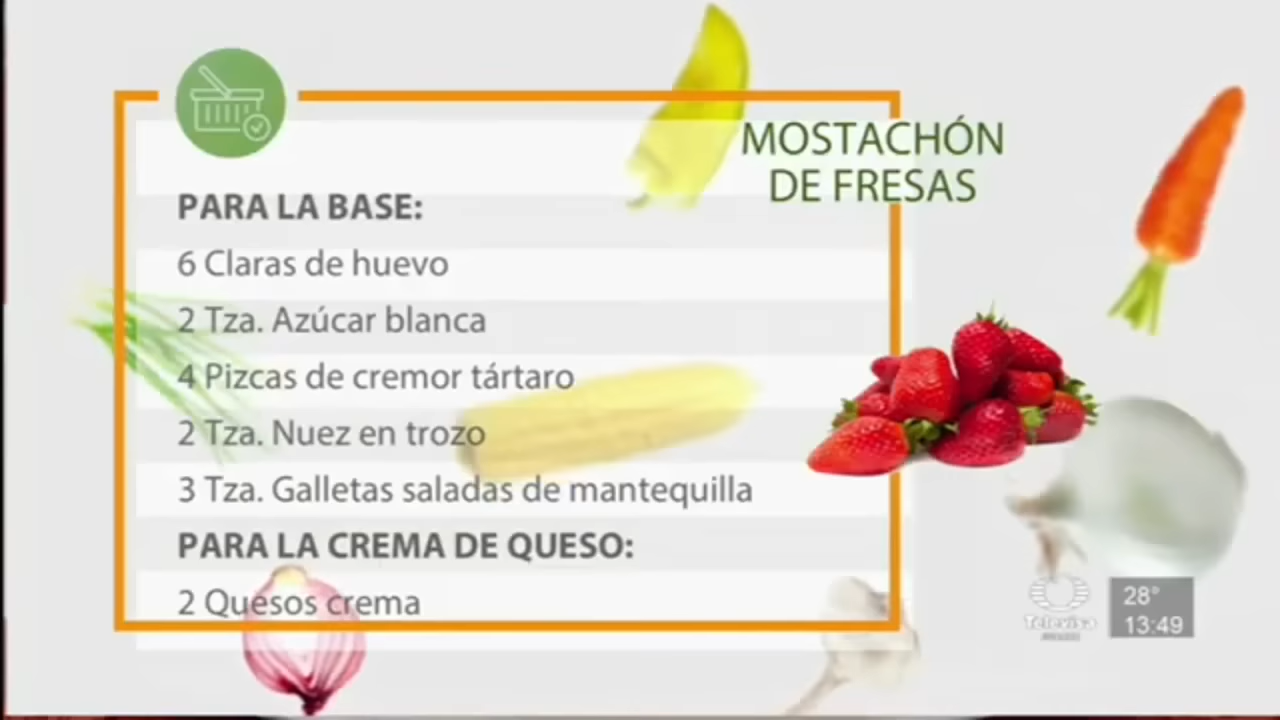 MOSTACHÓN
DE FRESAS
PARA LA BASE:
6 Claras de huevo
2 Tza. Azúcar blanca
4 Pizcas de cremor tártaro
2 Tza. Nuez en trozo
3 Tza. Galletas saladas de mantequilla
PARA LA CREMA DE QUESO:
2 Quesos crema
Televisa
28°
13:49